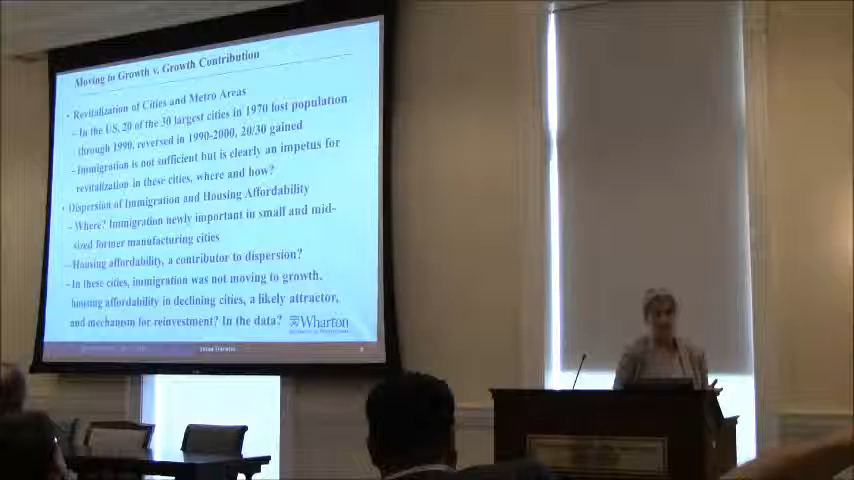 Moving to Growth v. Growth Contribution
• Revitalization of Cities and Metro Areas
– In the US, 20 of the 30 largest cities in 1970 lost population
through 1990, reversed in 1990-2000, 20/30 gained
– Immigration is not sufficient but is clearly an impetus for
revitalization in these cities, where and how?
• Dispersion of Immigration and Housing Affordability
– Where? Immigration newly important in small and mid-
sized former manufacturing cities
– Housing affordability, a contributor to dispersion?
– In these cities, immigration was not moving to growth,
housing affordability in declining cities, a likely attractor,
and mechanism for reinvestment? In the data?
Wharton